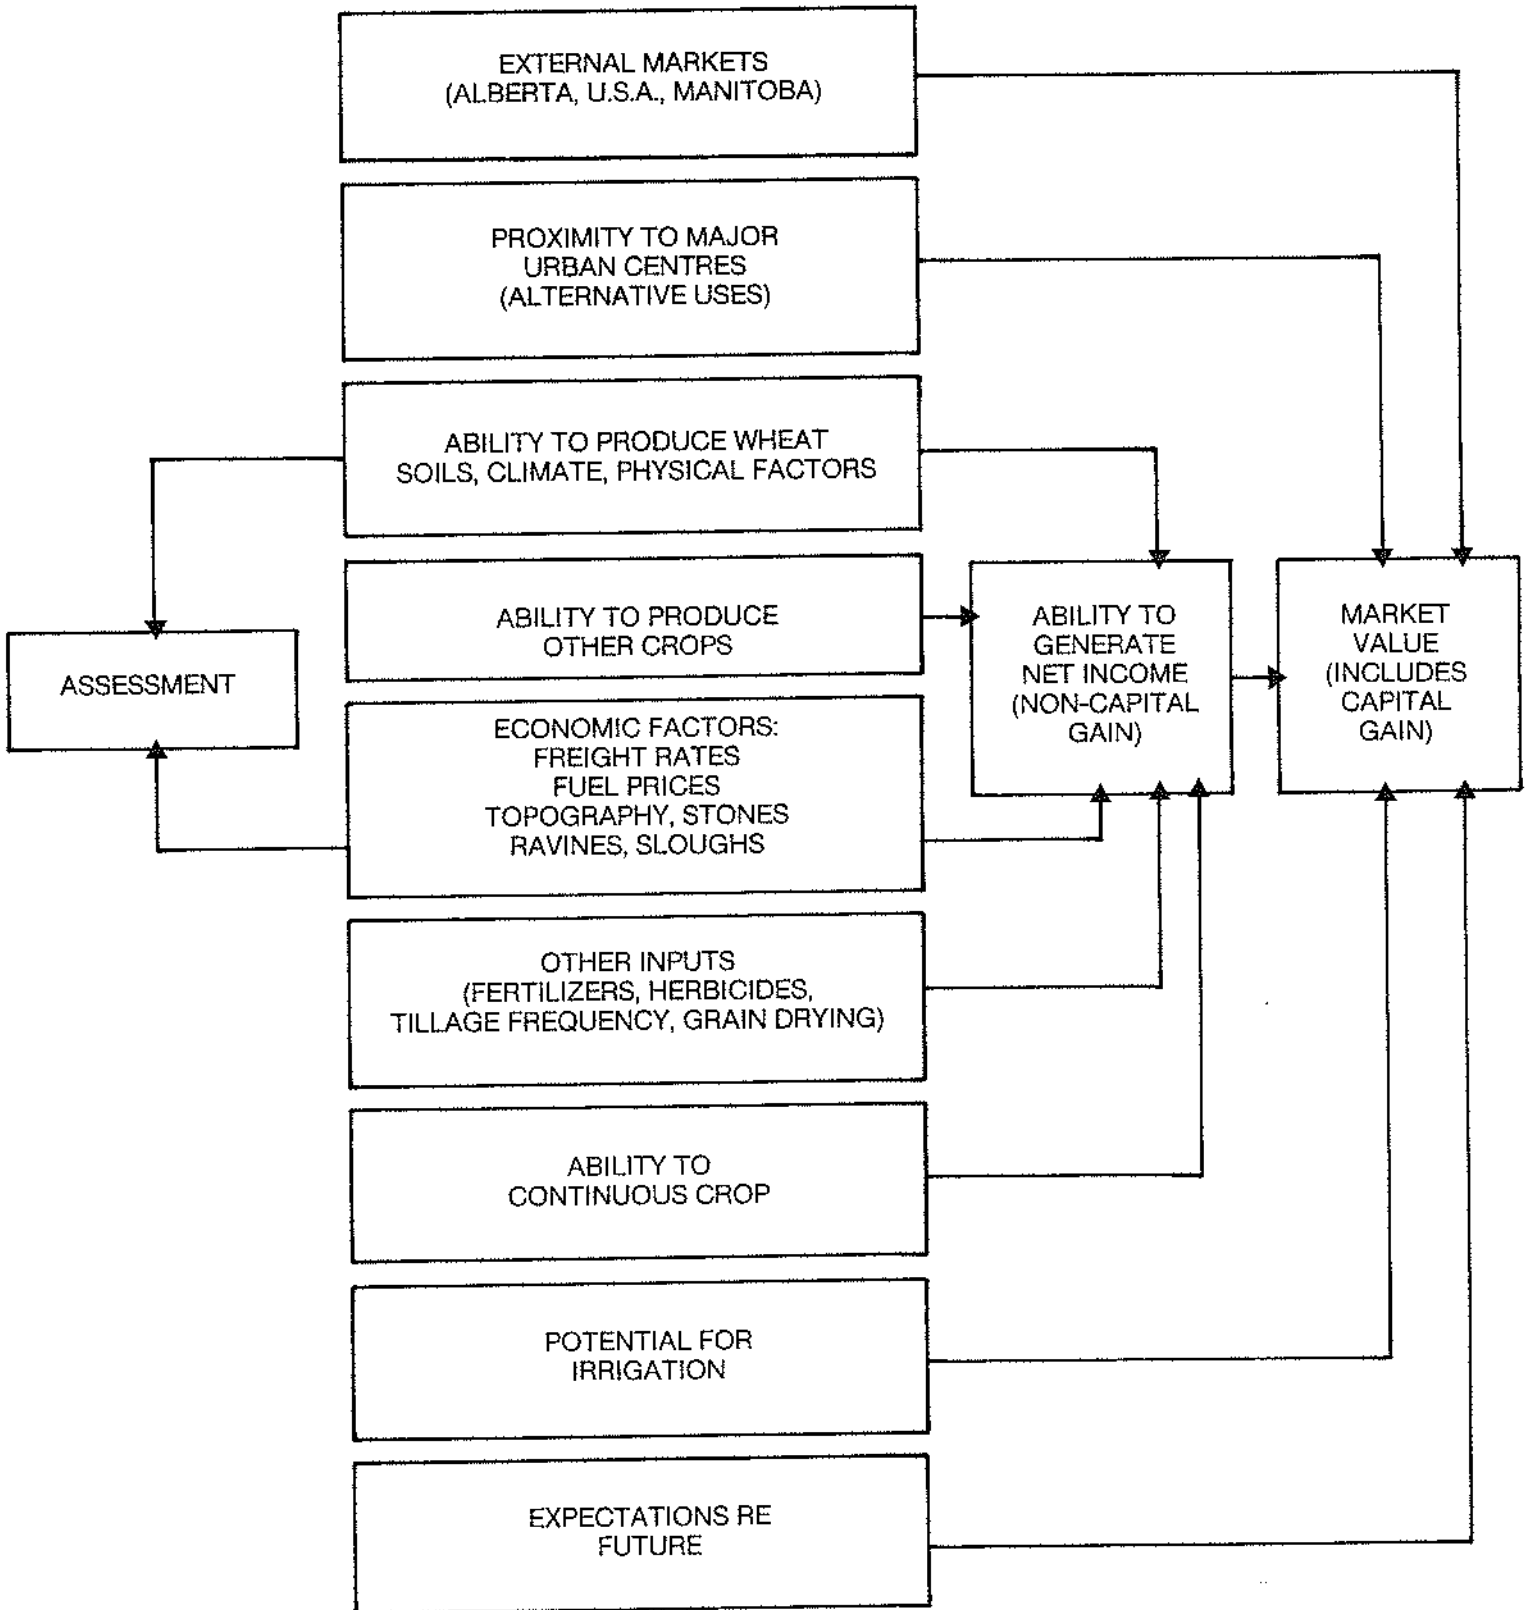 EXTERNAL MARKETS
(ALBERTA, U.S.A., MANITOBA)
PROXIMITY TO MAJOR
URBAN CENTRES
(ALTERNATIVE USES)
ABILITY TO PRODUCE WHEAT
SOILS, CLIMATE, PHYSICAL FACTORS
ABILITY TO PRODUCE
OTHER CROPS
ASSESSMENT
ECONOMIC FACTORS:
FREIGHT RATES
FUEL PRICES
TOPOGRAPHY, STONES
RAVINES, SLOUGHS
ABILITY TO
GENERATE
NET INCOME
(NON-CAPITAL
GAIN)
MARKET
VALUE
(INCLUDES
CAPITAL
GAIN)
OTHER INPUTS
(FERTILIZERS, HERBICIDES,
TILLAGE FREQUENCY, GRAIN DRYING)
ABILITY TO
CONTINUOUS CROP
POTENTIAL FOR
IRRIGATION
EXPECTATIONS RE
FUTURE